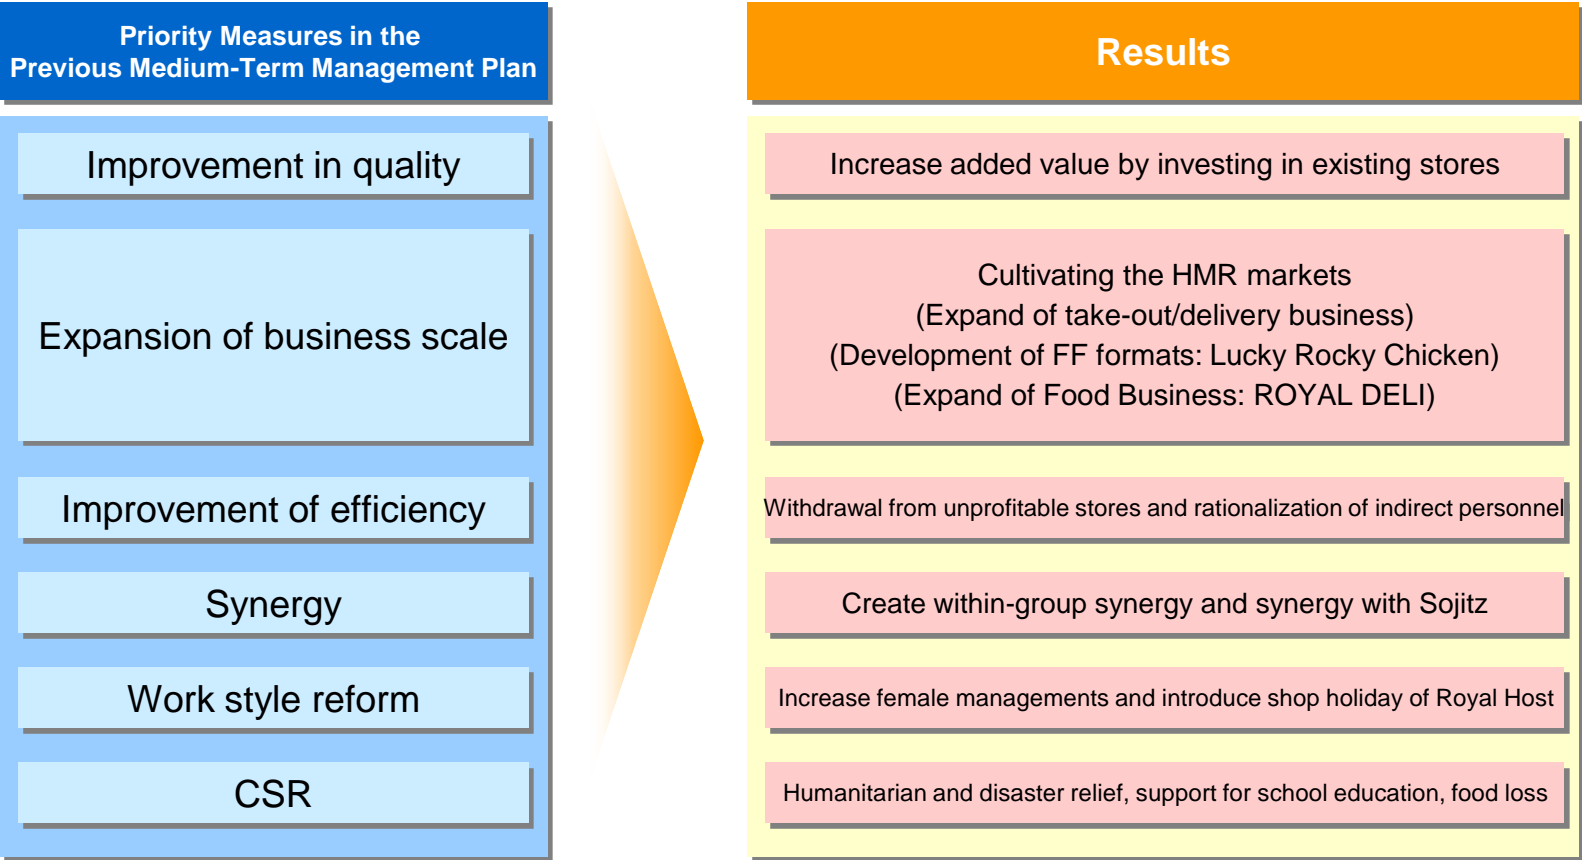 Priority Measures in the
Previous Medium-Term Management Plan
Results
Improvement in quality
Increase added value by investing in existing stores
Expansion of business scale
Cultivating the HMR markets
(Expand of take-out/delivery business)
(Development of FF formats: Lucky Rocky Chicken)
(Expand of Food Business: ROYAL DELI)
Improvement of efficiency
Withdrawal from unprofitable stores and rationalization of indirect personnel
Synergy
Create within-group synergy and synergy with Sojitz
Work style reform
Increase female managements and introduce shop holiday of Royal Host
CSR
Humanitarian and disaster relief, support for school education, food loss